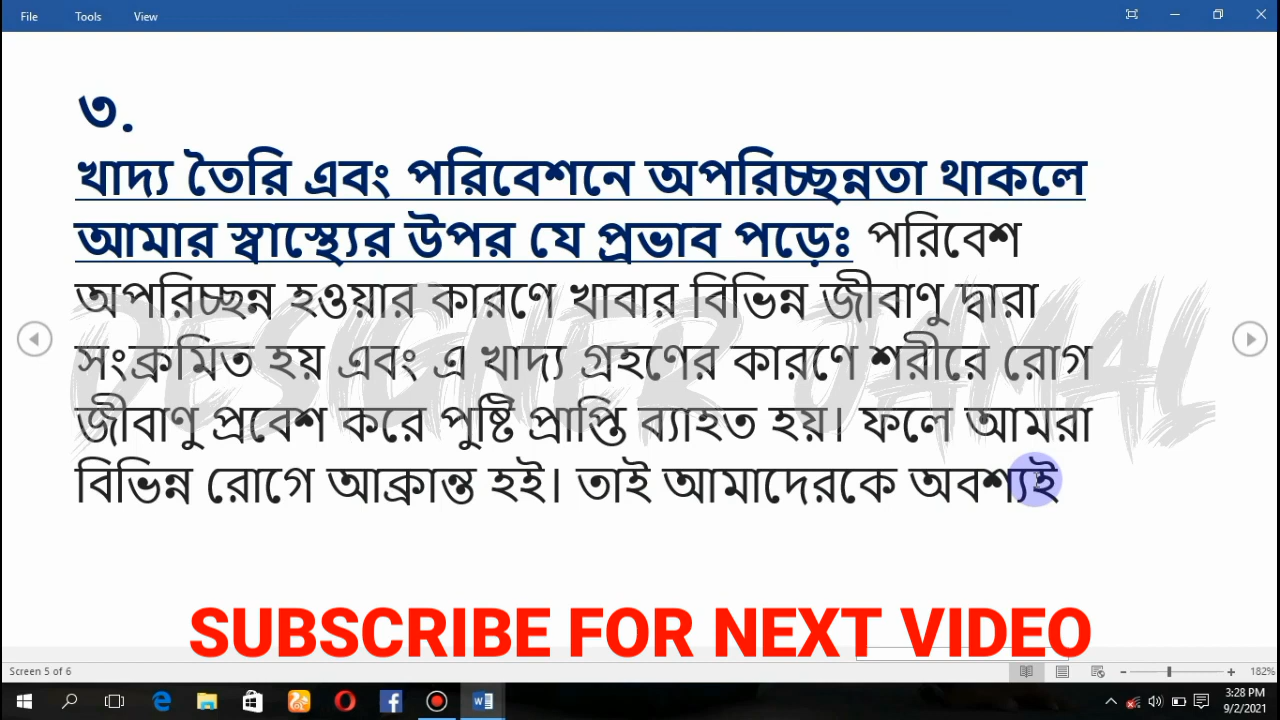 File Tools View
৩.
খাদ্য তৈরি এবং পরিবেশনে অপরিচ্ছন্নতা থাকলে
আমার স্বাস্থ্যের উপর যে প্রভাব পড়েঃ পরিবেশ
অপরিচ্ছন্ন হওয়ার কারণে খাবার বিভিন্ন জীবাণু দ্বারা
সংক্রমিত হয় এবং এ খাদ্য গ্রহণের কারণে শরীরে রোগ
জীবাণু প্রবেশ করে পুষ্টি প্রাপ্তি ব্যাহত হয়। ফলে আমরা
বিভিন্ন রোগে আক্রান্ত হই। তাই আমাদেরকে অবশ্যই
DESIGNER JAMAL
SUBSCRIBE FOR NEXT VIDEO
Screen 5 of 6
182%
3:28 PM
9/2/2021